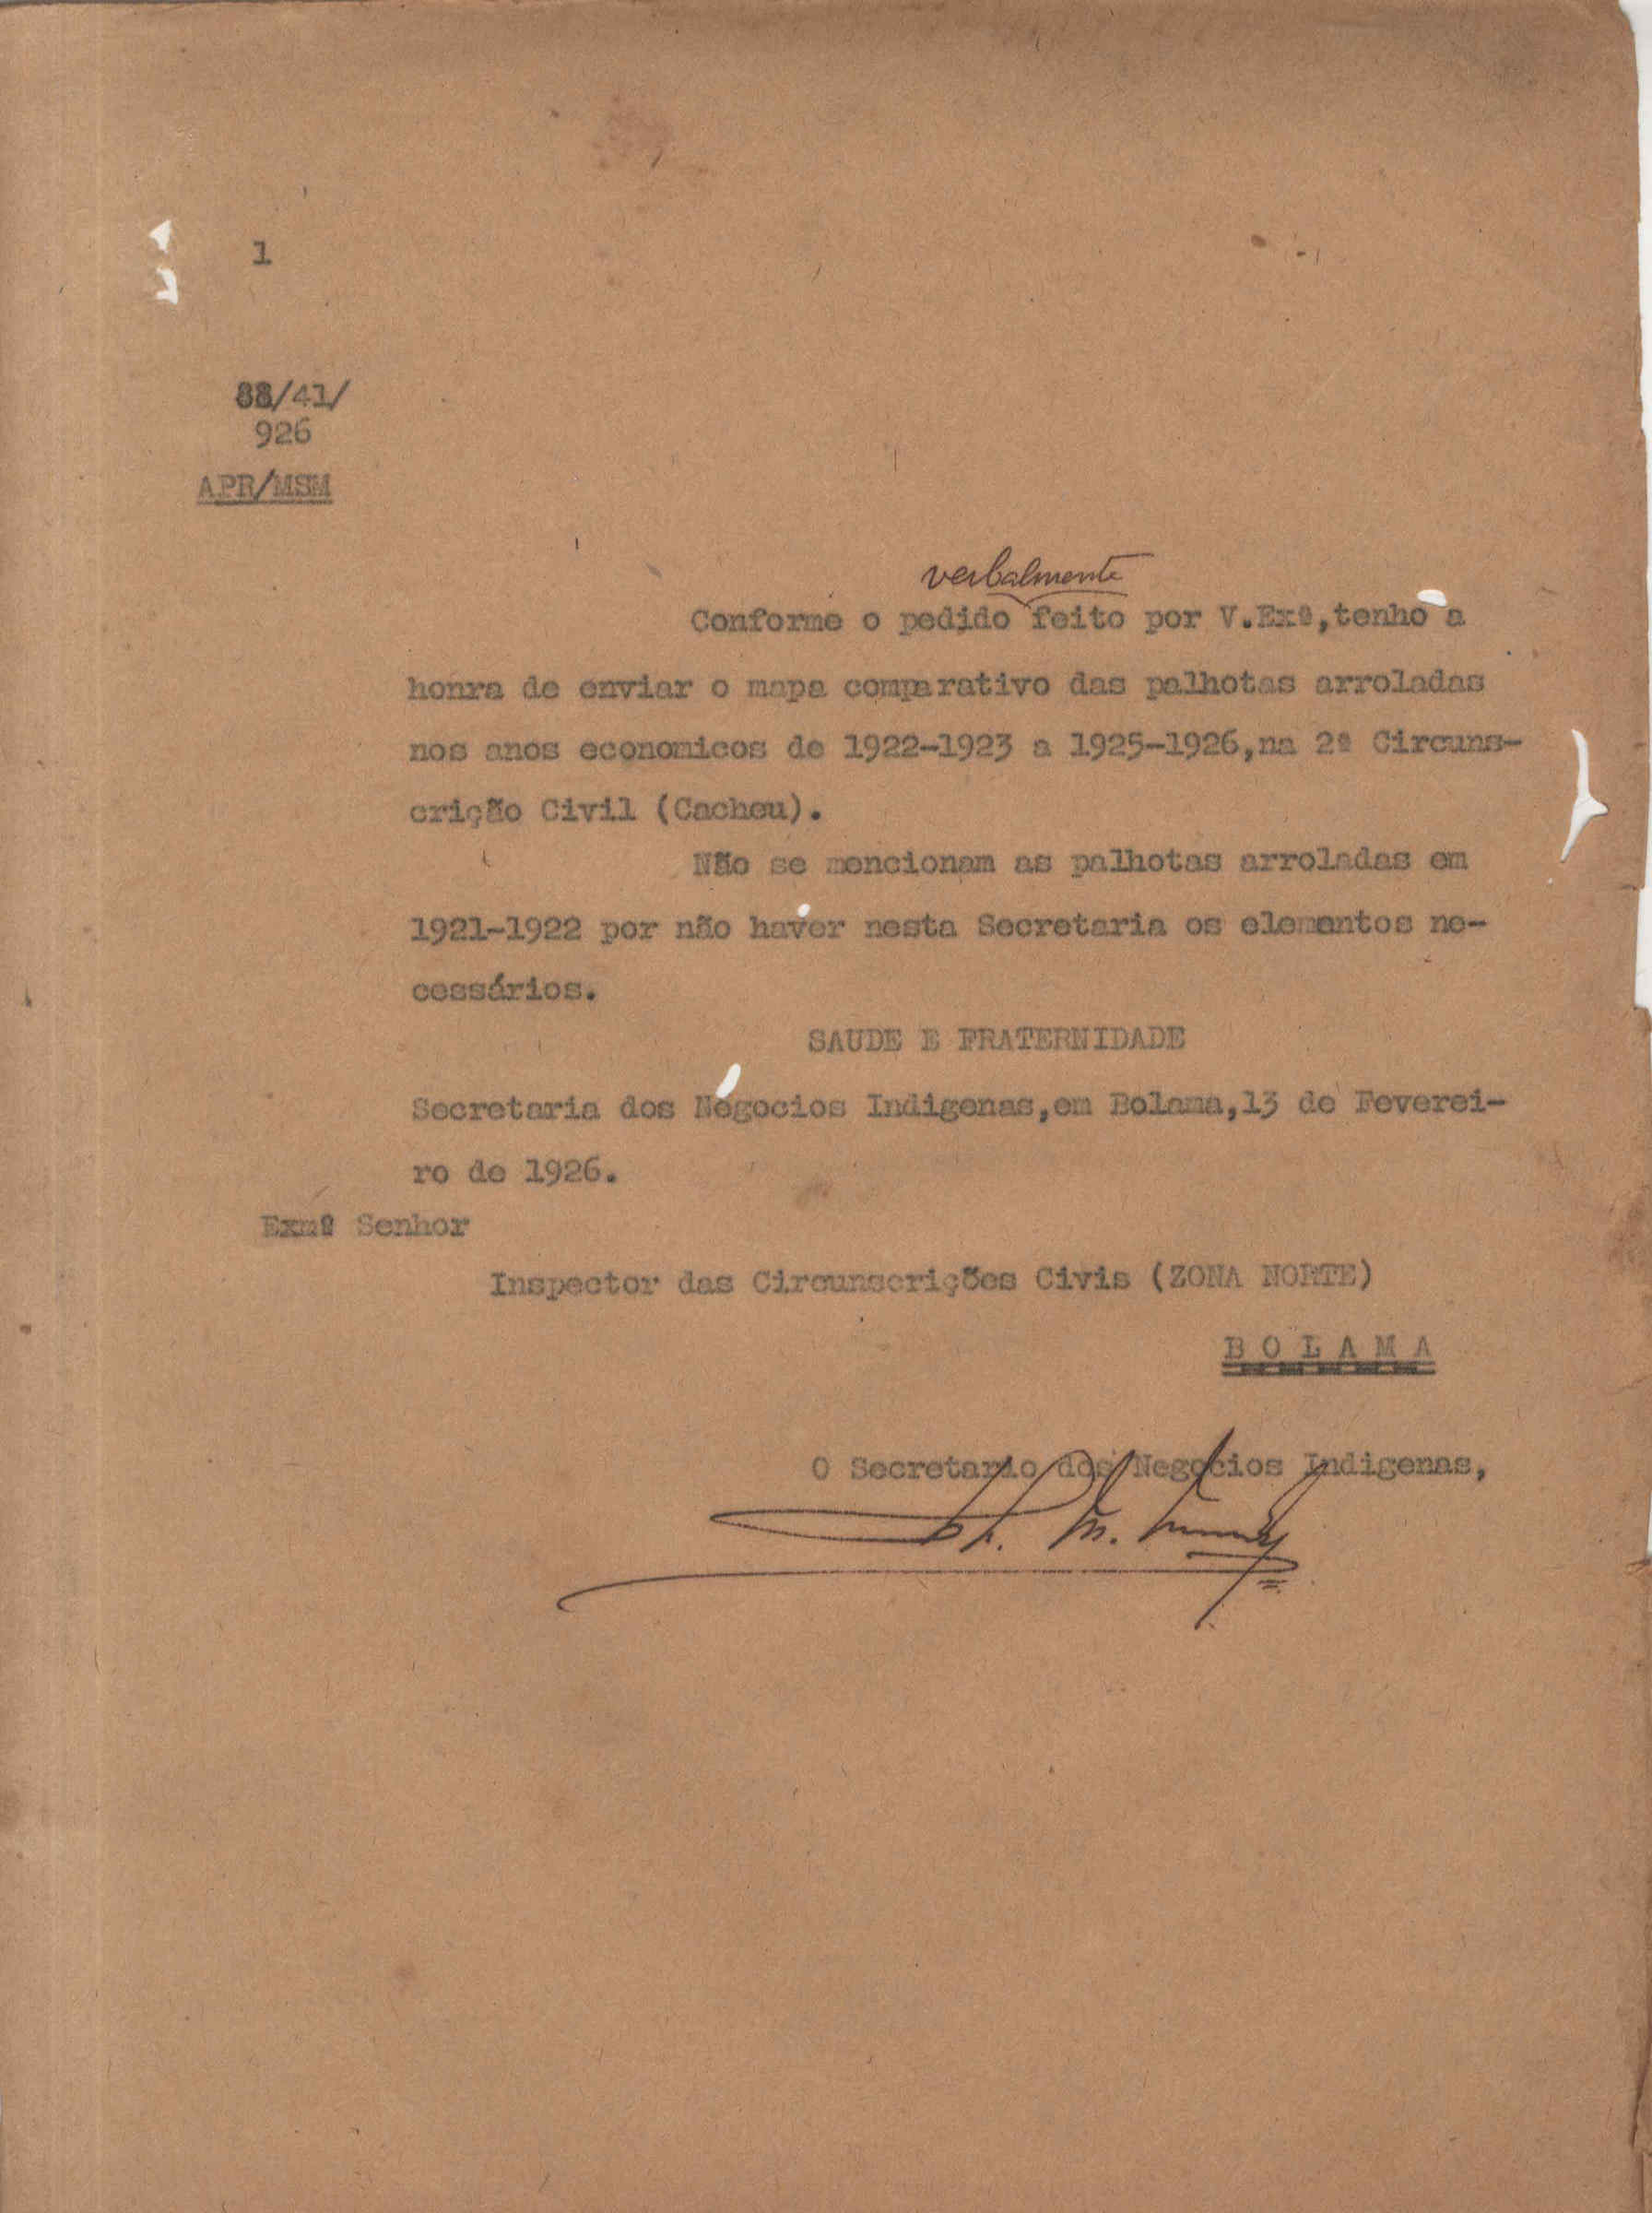 1
88/41/
926
APR/MSM
verbalmente
Conforme o pedido feito por V.Exª,tenho a
honra de enviar o mapa comparativo das palhotas arroladas
nos anos economicos de 1922-1923 a 1925-1926,na 2ª Circuns-
crição Civil (Cacheu).
Não se mencionam as palhotas arroladas em
1921-1922 por não haver nesta Secretaria os elementos ne-
cessários.
SAUDE E FRATERNIDADE
Secretaria dos Négocios Indigenas,em Bolama,13 de Feverei-
ro de 1926.
Exmº Senhor
Inspector das Circunscrições Civis (ZONA NORTE)
B O L A M A
O Secretario dos Negocios Indigenas,